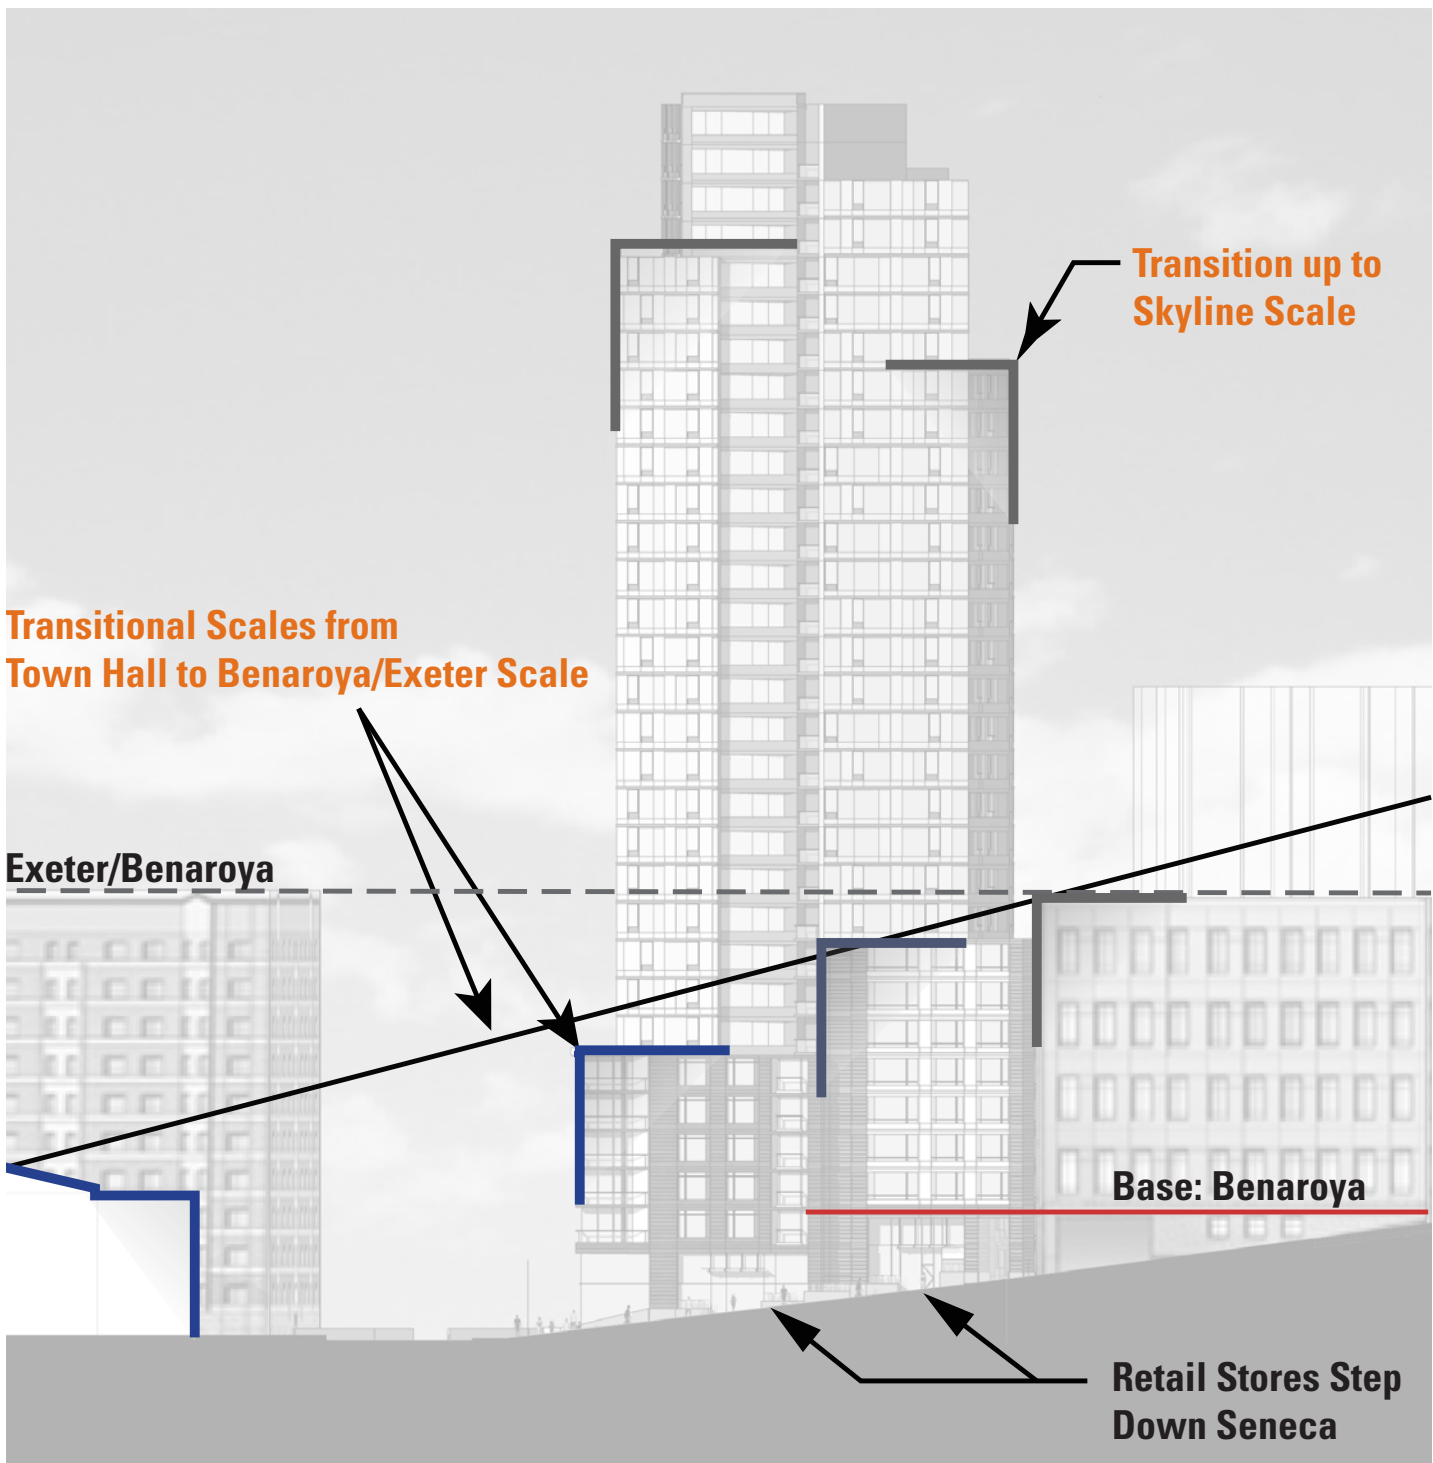 Transition up to
Skyline Scale
Transitional Scales from
Town Hall to Benaroya/Exeter Scale
Exeter/Benaroya
Base: Benaroya
Retail Stores Step
Down Seneca